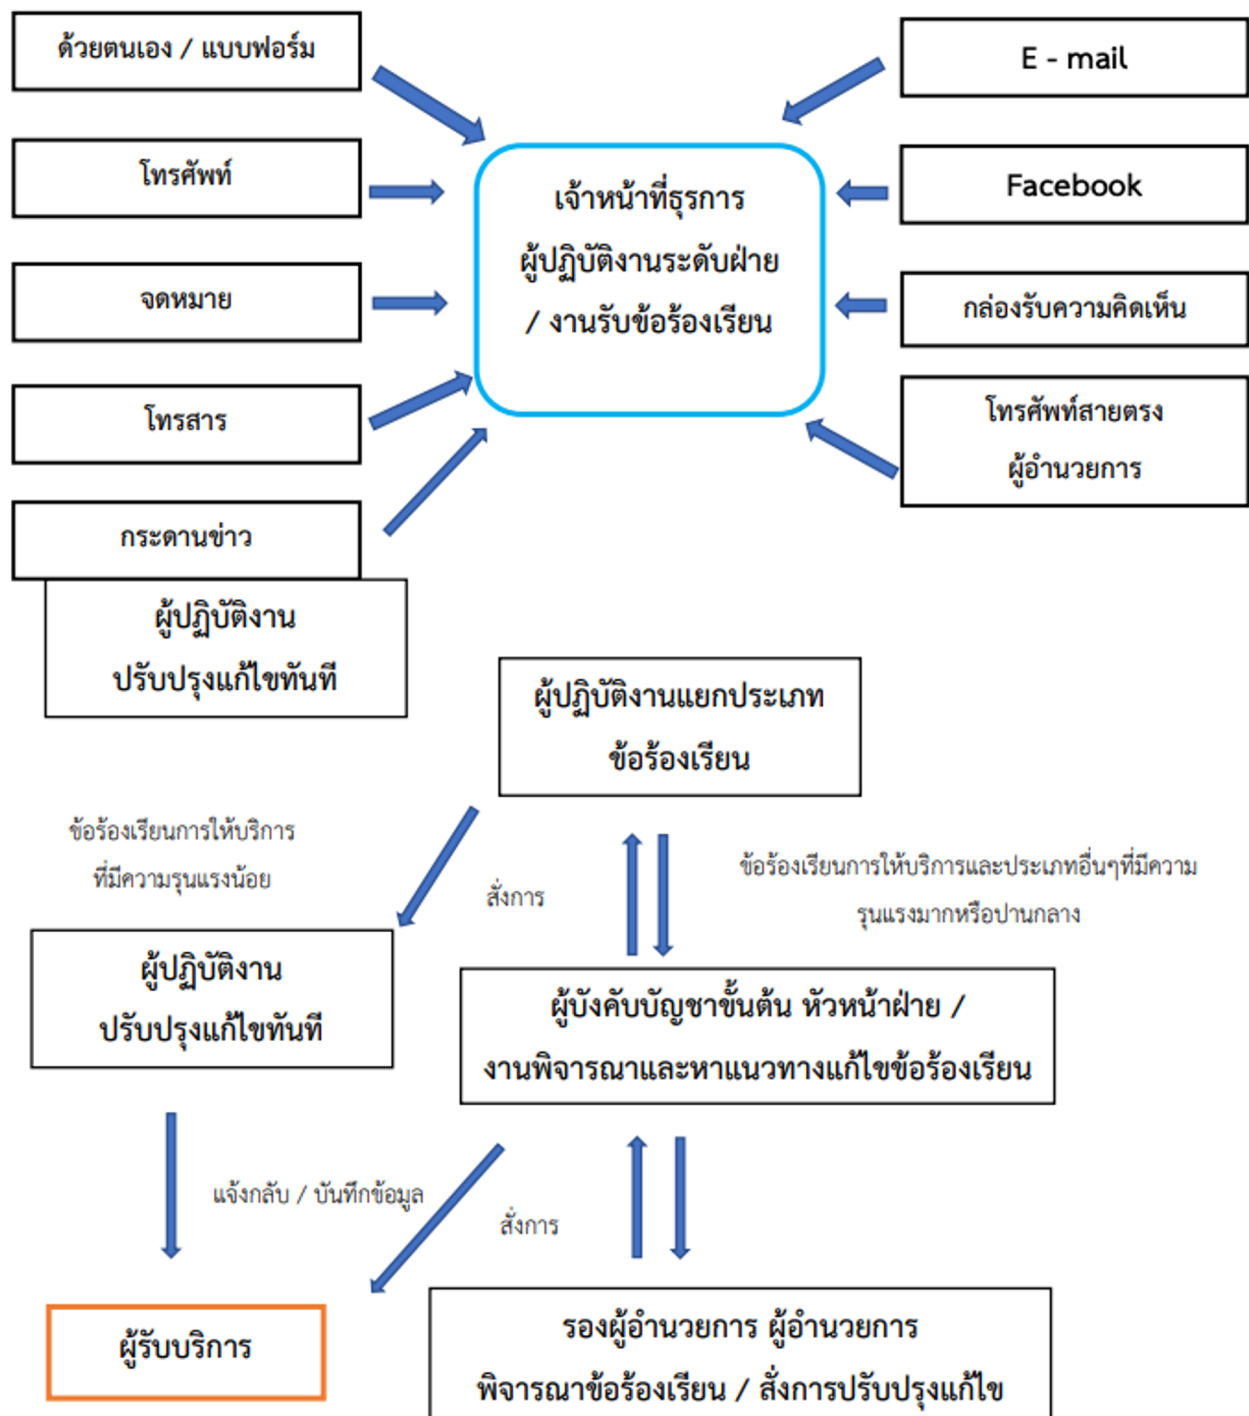 ด้วยตนเอง / แบบฟอร์ม
E - mail
โทรศัพท์
Facebook
เจ้าหน้าที่ธุรการ
ผู้ปฏิบัติงานระดับฝ่าย
/ งานรับข้อร้องเรียน
จดหมาย
กล่องรับความคิดเห็น
โทรสาร
โทรศัพท์สายตรง
ผู้อำนวยการ
กระดานข่าว
ผู้ปฏิบัติงาน
ปรับปรุงแก้ไขทันที
ผู้ปฏิบัติงานแยกประเภท
ข้อร้องเรียน
ข้อร้องเรียนการให้บริการ
ที่มีความรุนแรงน้อย
สั่งการ
ข้อร้องเรียนการให้บริการและประเภทอื่นๆที่มีความ
รุนแรงมากหรือปานกลาง
ผู้ปฏิบัติงาน
ปรับปรุงแก้ไขทันที
ผู้บังคับบัญชาขั้นต้น หัวหน้าฝ่าย /
งานพิจารณาและหาแนวทางแก้ไขข้อร้องเรียน
แจ้งกลับ / บันทึกข้อมูล
สั่งการ
ผู้รับบริการ
รองผู้อำนวยการ ผู้อำนวยการ
พิจารณาข้อร้องเรียน / สั่งการปรับปรุงแก้ไข